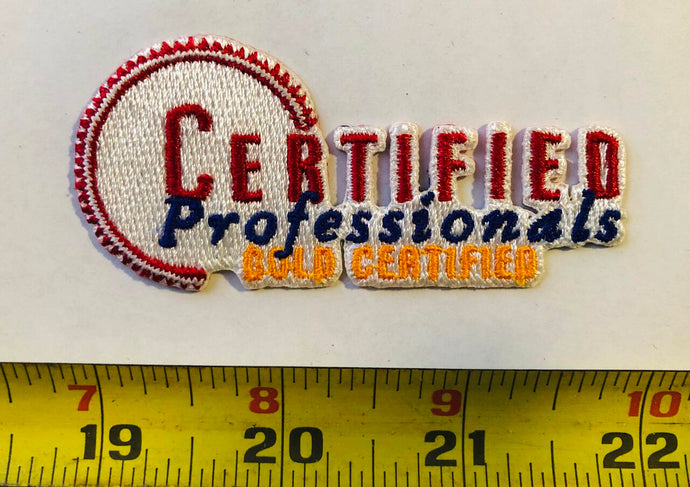 CERTIFIED
Professionals
GOLD CERTIFIED
7 8 9 10
19 20 21 22